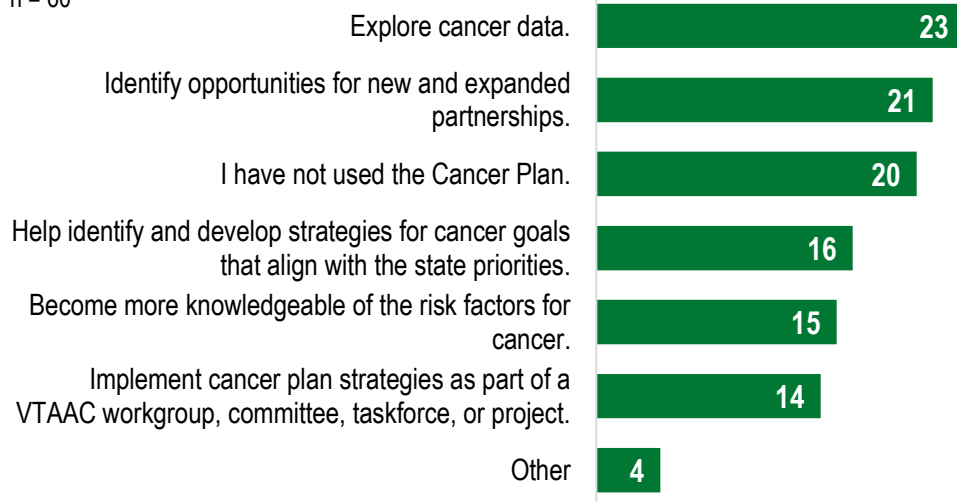 n = 60
Explore cancer data.
23
Identify opportunities for new and expanded
partnerships.
21
I have not used the Cancer Plan.
20
Help identify and develop strategies for cancer goals
that align with the state priorities.
16
Become more knowledgeable of the risk factors for
cancer.
15
Implement cancer plan strategies as part of a
VTAAC workgroup, committee, taskforce, or project.
14
Other
4